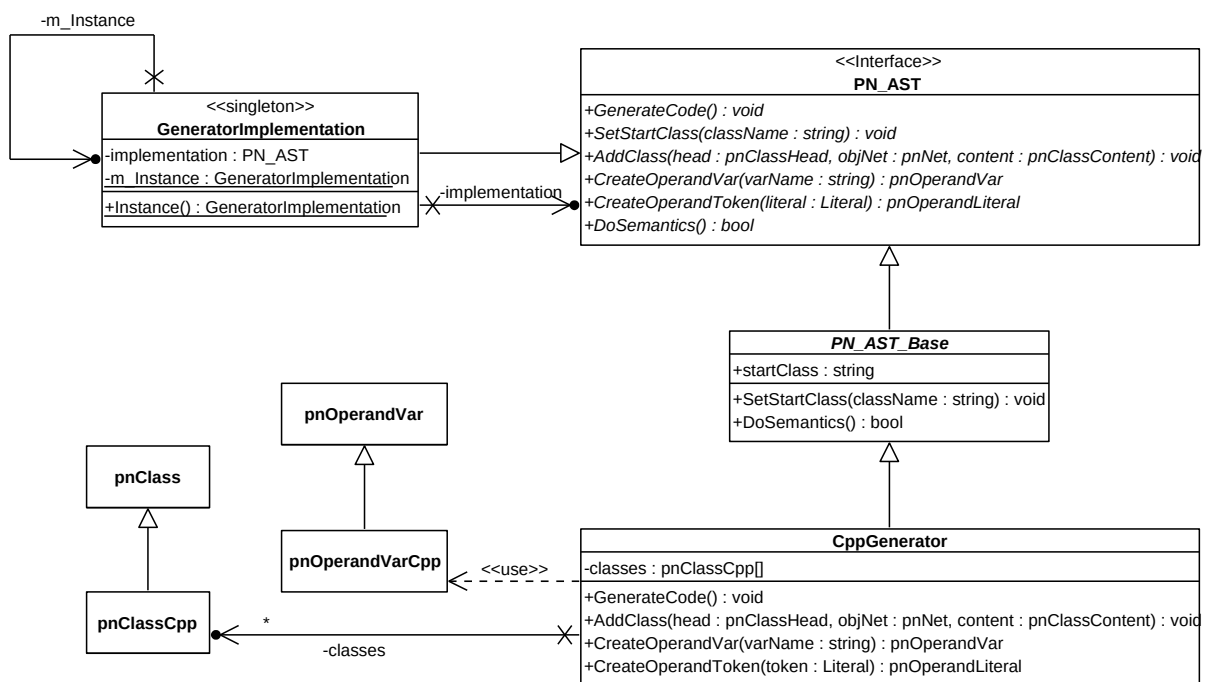 -m_Instance
<<singleton>>
GeneratorImplementation
-implementation : PN_AST
-m_Instance : GeneratorImplementation
+Instance() : GeneratorImplementation
-implementation
<<Interface>>
PN_AST
+GenerateCode() : void
+SetStartClass(className : string) : void
+AddClass(head : pnClassHead, objNet : pnNet, content : pnClassContent) : void
+CreateOperandVar(varName : string) : pnOperandVar
+CreateOperandToken(literal : Literal) : pnOperandLiteral
+DoSemantics() : bool
PN_AST_Base
+startClass : string
+SetStartClass(className : string) : void
+DoSemantics() : bool
pnOperandVar
pnClass
pnOperandVarCpp
<<use>>
pnClassCpp
*
-classes
CppGenerator
-classes : pnClassCpp[]
+GenerateCode() : void
+AddClass(head : pnClassHead, objNet : pnNet, content : pnClassContent) : void
+CreateOperandVar(varName : string) : pnOperandVar
+CreateOperandToken(token : Literal) : pnOperandLiteral